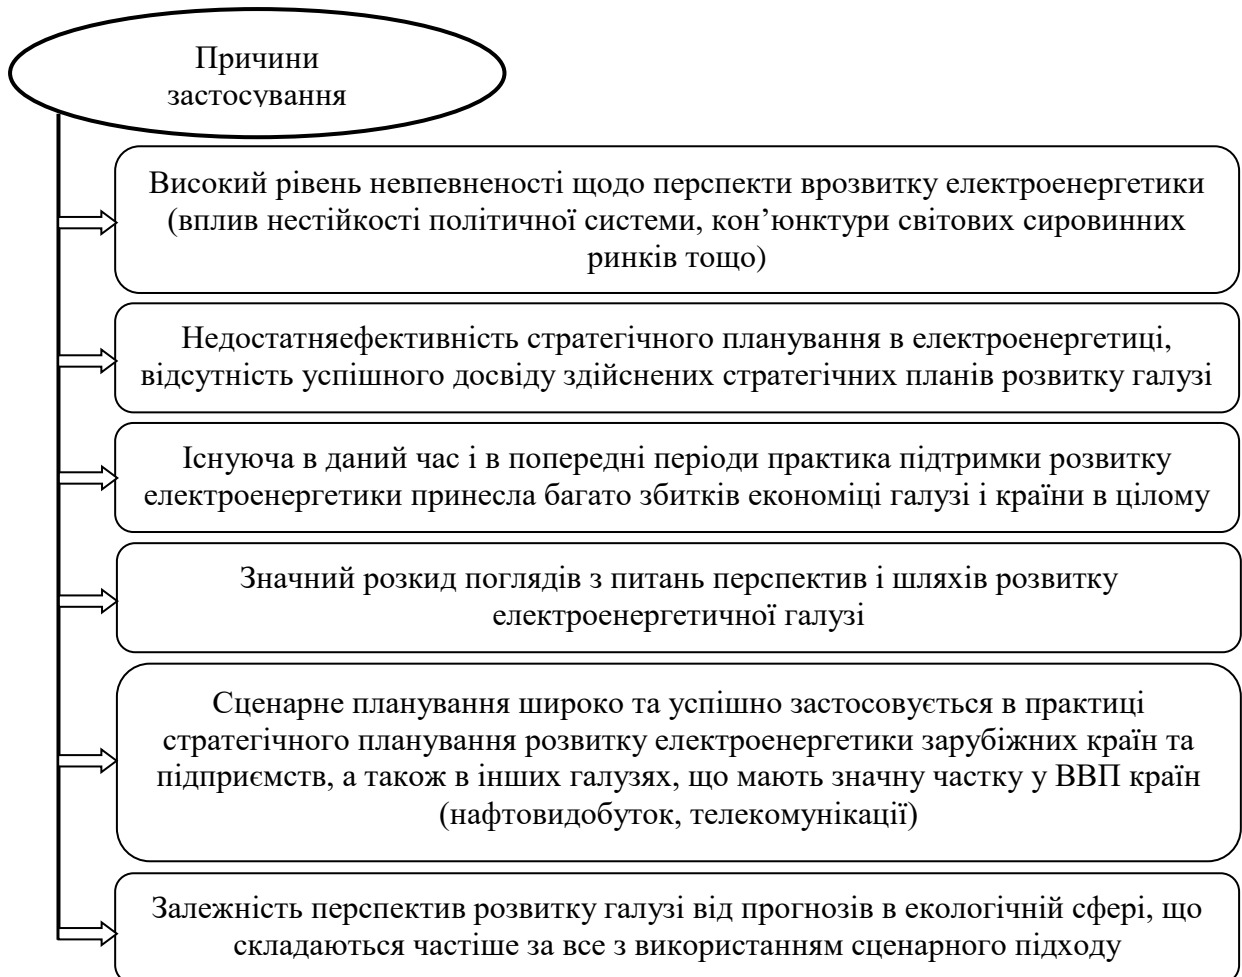 Причини
застосування
Високий рівень невпевненості щодо перспекти врозвитку електроенергетики
(вплив нестійкості політичної системи, кон’юнктури світових сировинних
ринків тощо)
Недостатняефективність стратегічного планування в електроенергетиці,
відсутність успішного досвіду здійснених стратегічних планів розвитку галузі
Існуюча в даний час і в попередні періоди практика підтримки розвитку
електроенергетики принесла багато збитків економіці галузі і країни в цілому
Значний розкид поглядів з питань перспектив і шляхів розвитку
електроенергетичної галузі
Сценарне планування широко та успішно застосовується в практиці
стратегічного планування розвитку електроенергетики зарубіжних країн та
підприємств, а також в інших галузях, що мають значну частку у ВВП країн
(нафтовидобуток, телекомунікації)
Залежність перспектив розвитку галузі від прогнозів в екологічній сфері, що
складаються частіше за все з використанням сценарного підходу